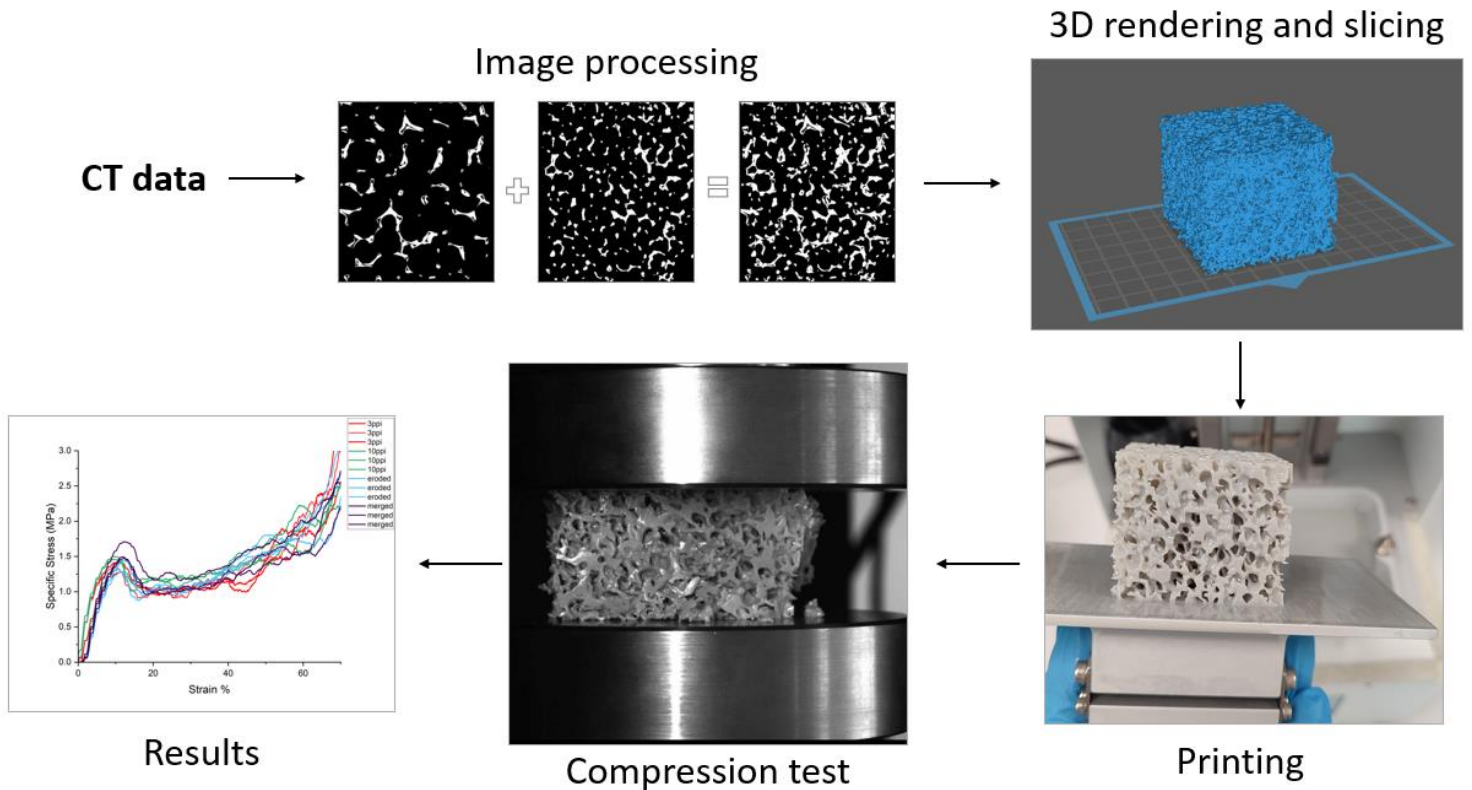 3D rendering and slicing
Image processing
CT data
3ppi
3ppi
3ppi
10ppi
10ppi
10ppi
eroded
eroded
eroded
merged
merged
merged
3.0
2.5
2.0
1.5
1.0
0.5
0.0
0
20
40
60
Specific Stress (MPa)
Strain %
Results
Compression test
Printing